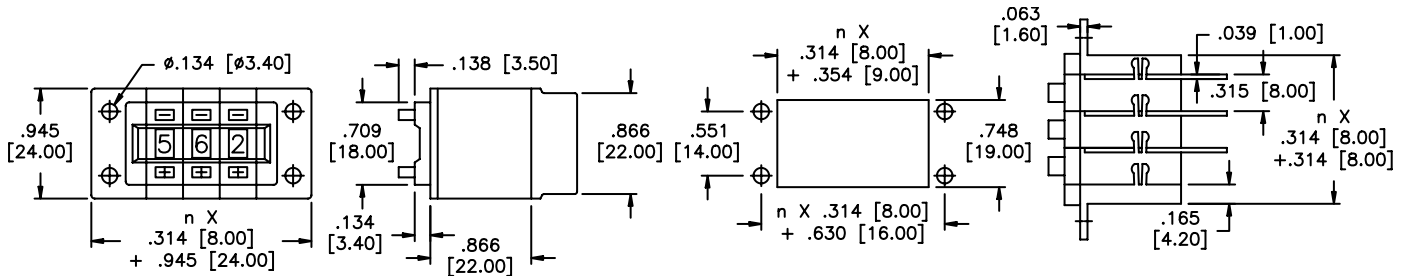 ø.134 [ø3.40]
.945
[24.00]
5 6 2
n X
.314 [8.00]
+ .945 [24.00]
.138 [3.50]
.709
[18.00]
.134
[3.40]
.866
[22.00]
.866
[22.00]
n X
.314 [8.00]
+ .354 [9.00]
.551
[14.00]
.748
[19.00]
n X .314 [8.00]
+ .630 [16.00]
.063
[1.60]
.039 [1.00]
.315 [8.00]
n X
.314 [8.00]
+.314 [8.00]
.165
[4.20]